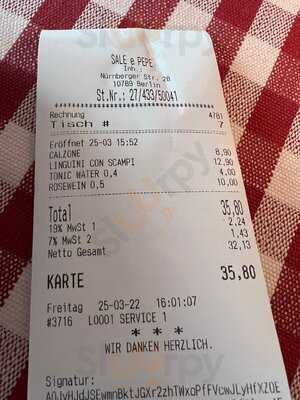 SALE e PEPE
Inh.:
Nürnberger Str. 28
10789 Berlin
St.Nr.: 27/433/50041
Rechnung 4781
Tisch # 7
Eröffnet 25-03 15:52
CALZONE 8,90
LINGUINI CON SCAMPI 12,90
TONIC WATER 0,4 4,00
ROSEWEIN 0,5 10,00
Total 35,80
19% MwSt 1 2,24
7% MwSt 2 1,43
Netto Gesamt 32,13
KARTE 35,80
Freitag 25-03-22 16:01:07
#3716 L0001 SERVICE 1
* * *
WIR DANKEN HERZLICH.
Signatur: